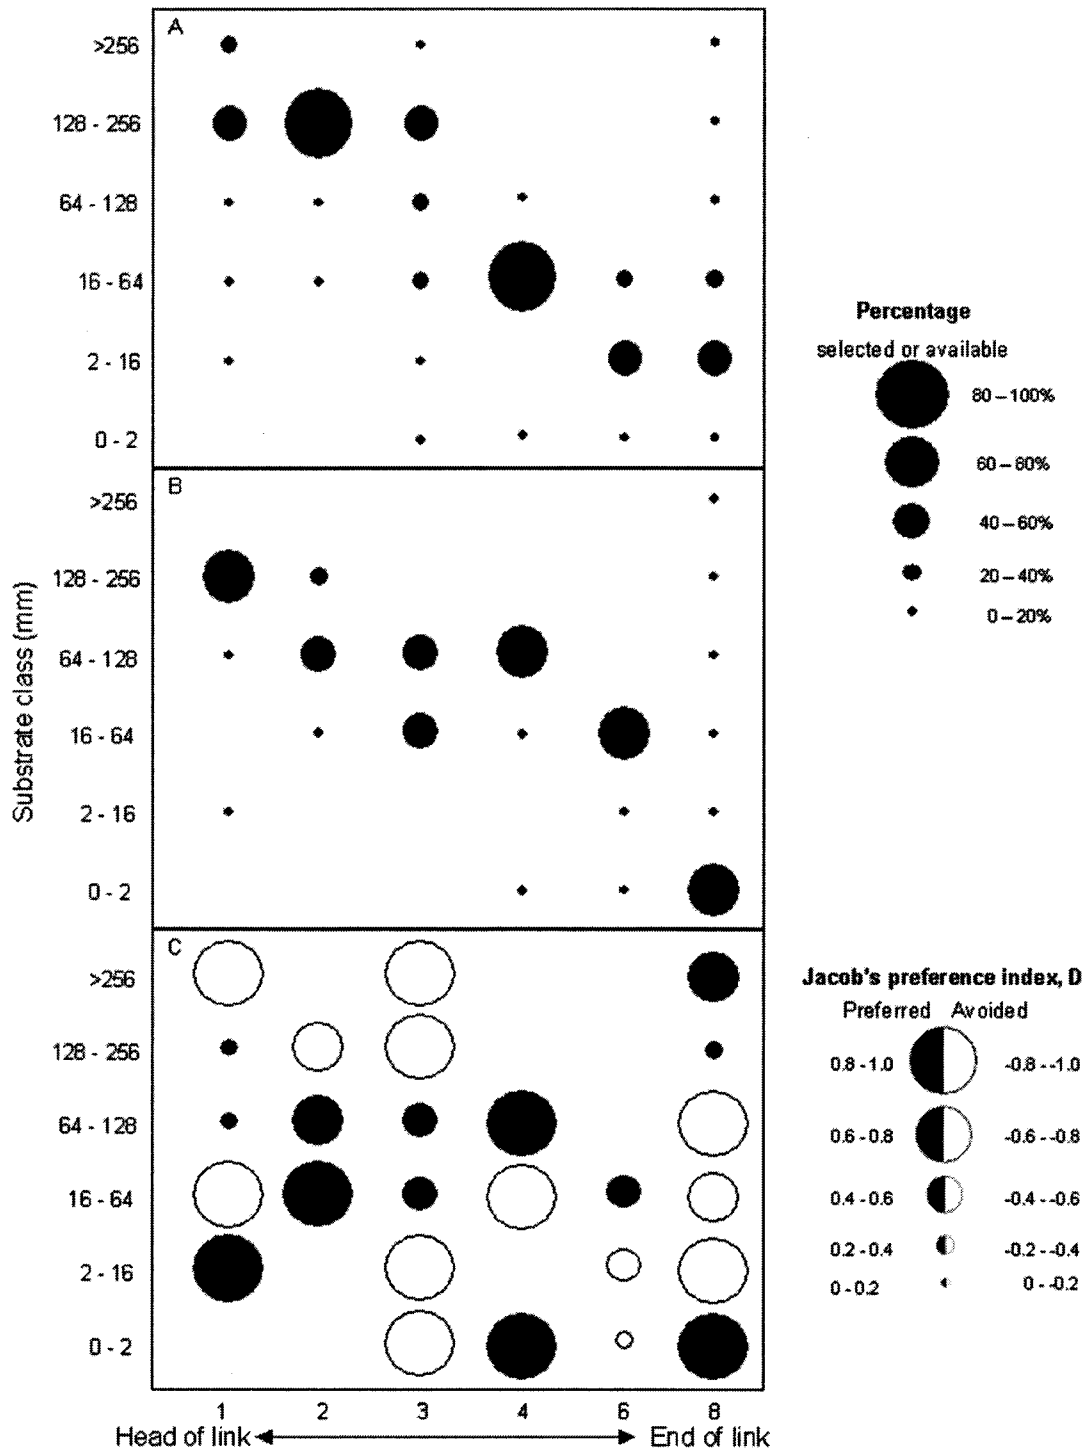 A
>256
128 - 256
64 - 128
16 - 64
2 - 16
0 - 2
B
>256
128 - 256
64 - 128
16 - 64
2 - 16
0 - 2
C
>256
128 - 256
64 - 128
16 - 64
2 - 16
0 - 2
Substrate class (mm)
1 2 3 4 6 8
Head of link End of link
Percentage
selected or available
80 – 100%
60 – 80%
40 – 60%
20 – 40%
0 – 20%
Jacob's preference index, D
Preferred Avoided
0.8 - 1.0 -0.8 - -1.0
0.6 - 0.8 -0.6 - -0.8
0.4 - 0.6 -0.4 - -0.6
0.2 - 0.4 -0.2 - -0.4
0 - 0.2 0 - -0.2